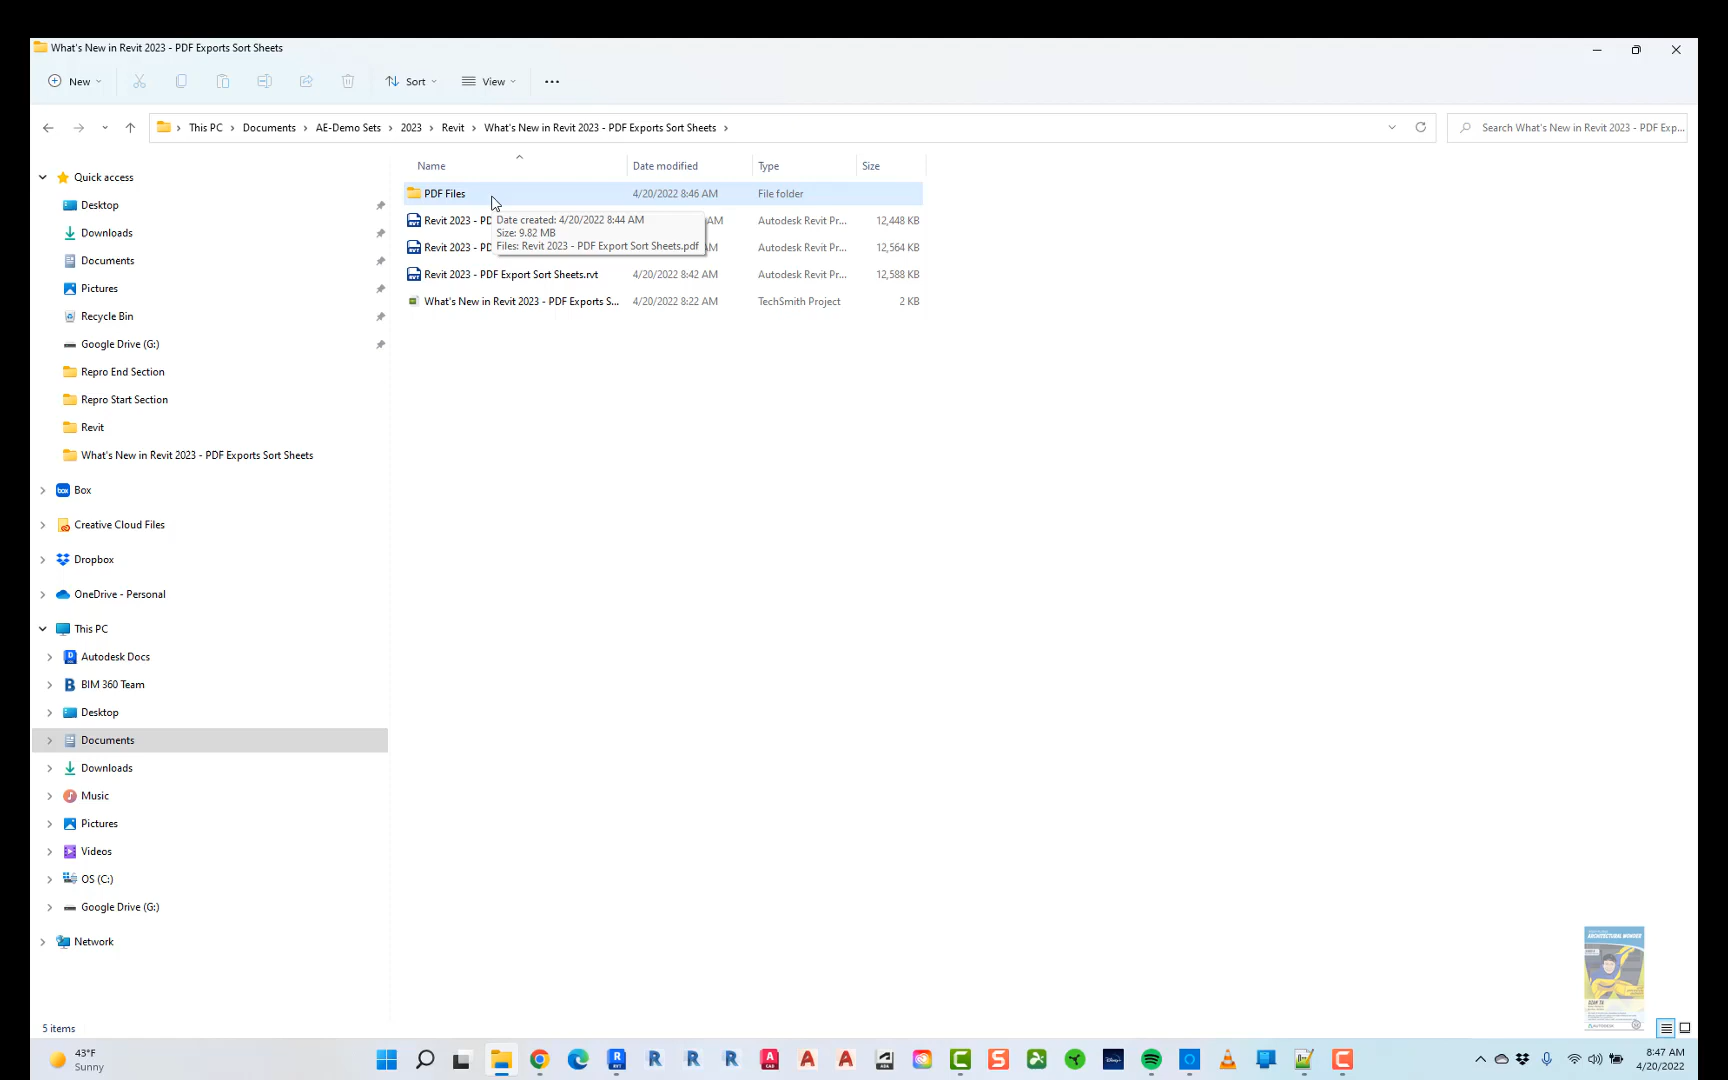 What's New in Revit 2023 - PDF Exports Sort Sheets
New
Sort
View
This PC > Documents > AE-Demo Sets > 2023 > Revit > What's New in Revit 2023 - PDF Exports Sort Sheets >
Search What's New in Revit 2023 - PDF Exp...
Name Date modified Type Size
PDF Files 4/20/2022 8:46 AM File folder
Revit 2023 - PD AM Autodesk Revit Pr... 12,448 KB
Revit 2023 - PD AM Autodesk Revit Pr... 12,564 KB
Date created: 4/20/2022 8:44 AM
Size: 9.82 MB
Files: Revit 2023 - PDF Export Sort Sheets.pdf
Revit 2023 - PDF Export Sort Sheets.rvt 4/20/2022 8:42 AM Autodesk Revit Pr... 12,588 KB
What's New in Revit 2023 - PDF Exports S... 4/20/2022 8:22 AM TechSmith Project 2 KB
Quick access
Desktop
Downloads
Documents
Pictures
Recycle Bin
Google Drive (G:)
Repro End Section
Repro Start Section
Revit
What's New in Revit 2023 - PDF Exports Sort Sheets
box Box
Creative Cloud Files
Dropbox
OneDrive - Personal
This PC
Autodesk Docs
BIM 360 Team
Desktop
Documents
Downloads
Music
Pictures
Videos
OS (C:)
Google Drive (G:)
Network
ARCHITECTURAL WONDER
AUTODESK
5 items
43°F
Sunny
8:47 AM
4/20/2022